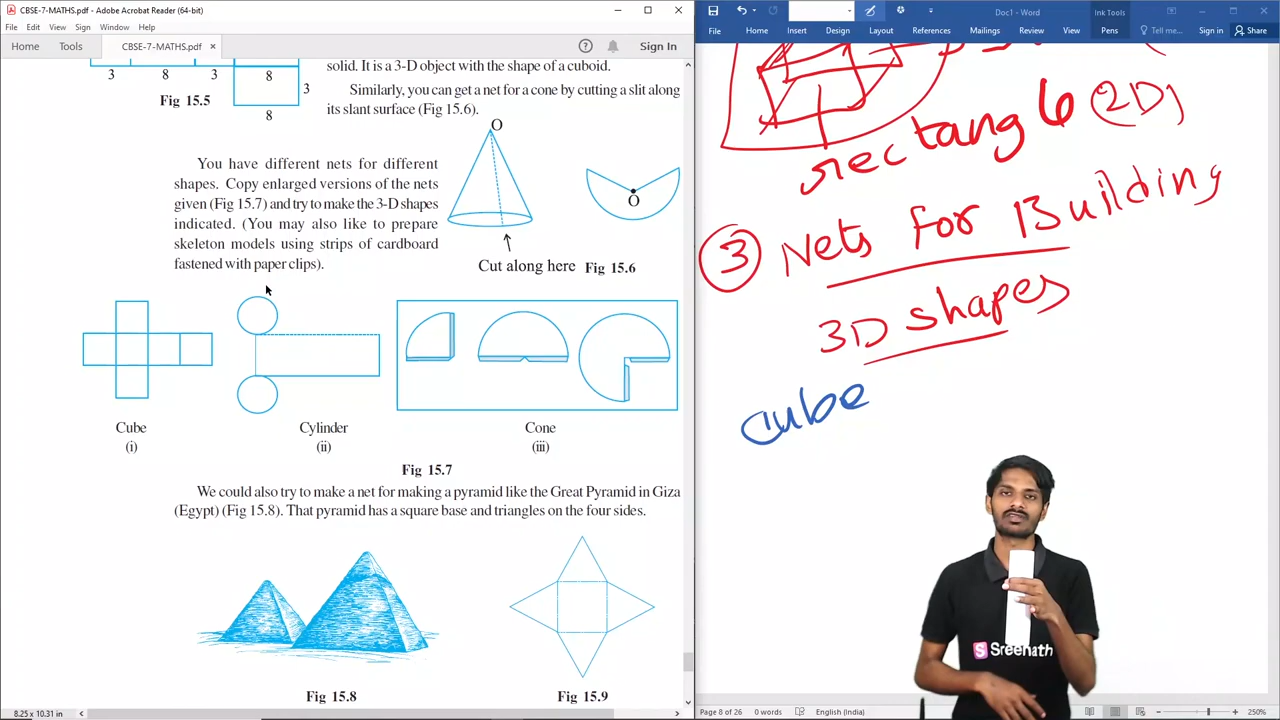 CBSE-7-MATHS.pdf - Adobe Acrobat Reader (64-bit)
File Edit View Sign Window Help
Home Tools CBSE-7-MATHS.pdf × Sign In
3 8 3 8
3
8
Fig 15.5
solid. It is a 3-D object with the shape of a cuboid.
Similarly, you can get a net for a cone by cutting a slit along
its slant surface (Fig 15.6).
You have different nets for different
shapes. Copy enlarged versions of the nets
given (Fig 15.7) and try to make the 3-D shapes
indicated. (You may also like to prepare
skeleton models using strips of cardboard
fastened with paper clips).
O
O
Cut along here Fig 15.6
Cube Cylinder Cone
(i) (ii) (iii)
Fig 15.7
We could also try to make a net for making a pyramid like the Great Pyramid in Giza
(Egypt) (Fig 15.8). That pyramid has a square base and triangles on the four sides.
Fig 15.8 Fig 15.9
8.25 x 10.31 in
Doc1 - Word Ink Tools
File Home Insert Design Layout References Mailings Review View Pens Tell me... Sign in Share
rectang 6 (2D)
3 Nets for Building
3D shapes
cube
S Sreenath
Page 8 of 26 0 words English (India) 250%